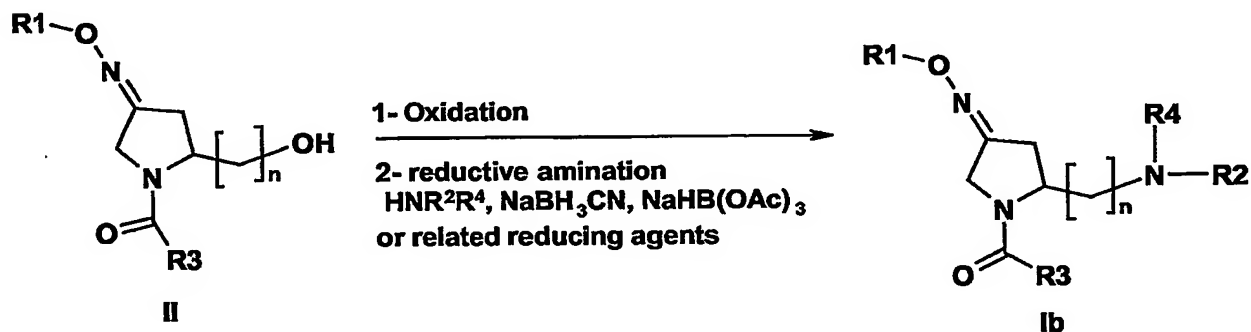 R1
O
N
OH
n
N
O
R3
II
1- Oxidation
2- reductive amination
HNR²R⁴, NaBH₃CN, NaHB(OAc)₃
or related reducing agents
R1
O
N
R4
N
R2
n
N
O
R3
Ib